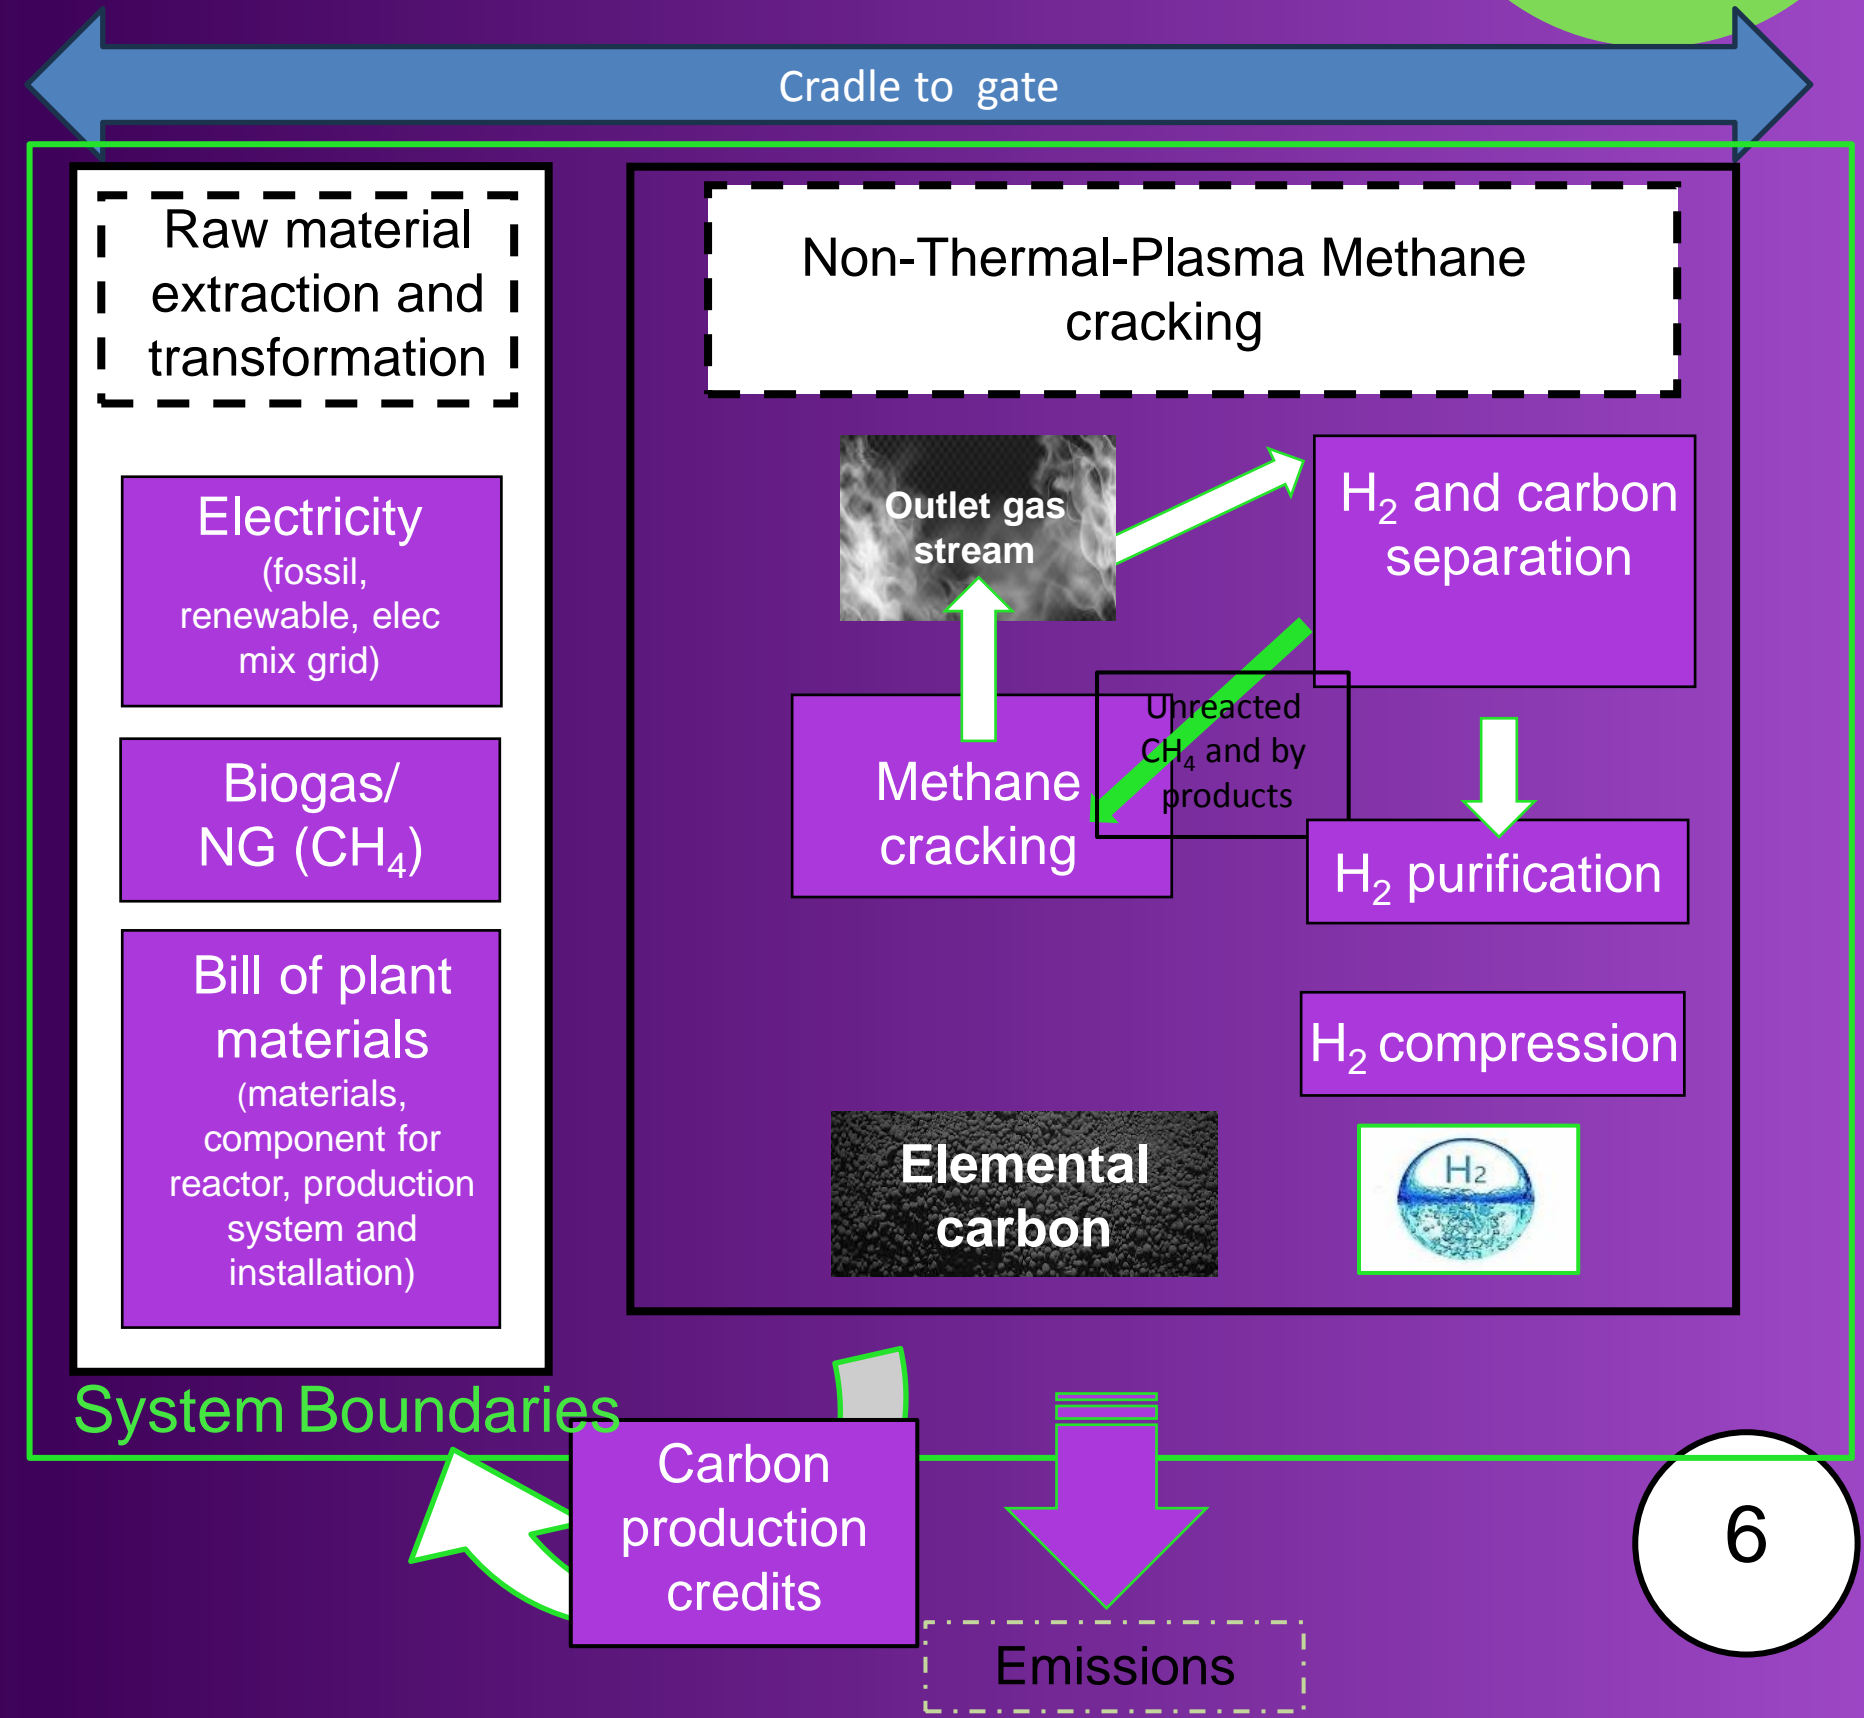 Cradle to  gate
Raw material
extraction and
transformation
Non-Thermal-Plasma Methane
cracking
Electricity
(fossil,
renewable, elec
mix grid)
Biogas/
NG (CH₄)
Bill of plant
materials
(materials,
component for
reactor, production
system and
installation)
Outlet gas
stream
H₂ and carbon
separation
Unreacted
CH₄ and by
products
Methane
cracking
H₂ purification
H₂ compression
Elemental
carbon
H₂
System Boundaries
Carbon
production
credits
Emissions
6